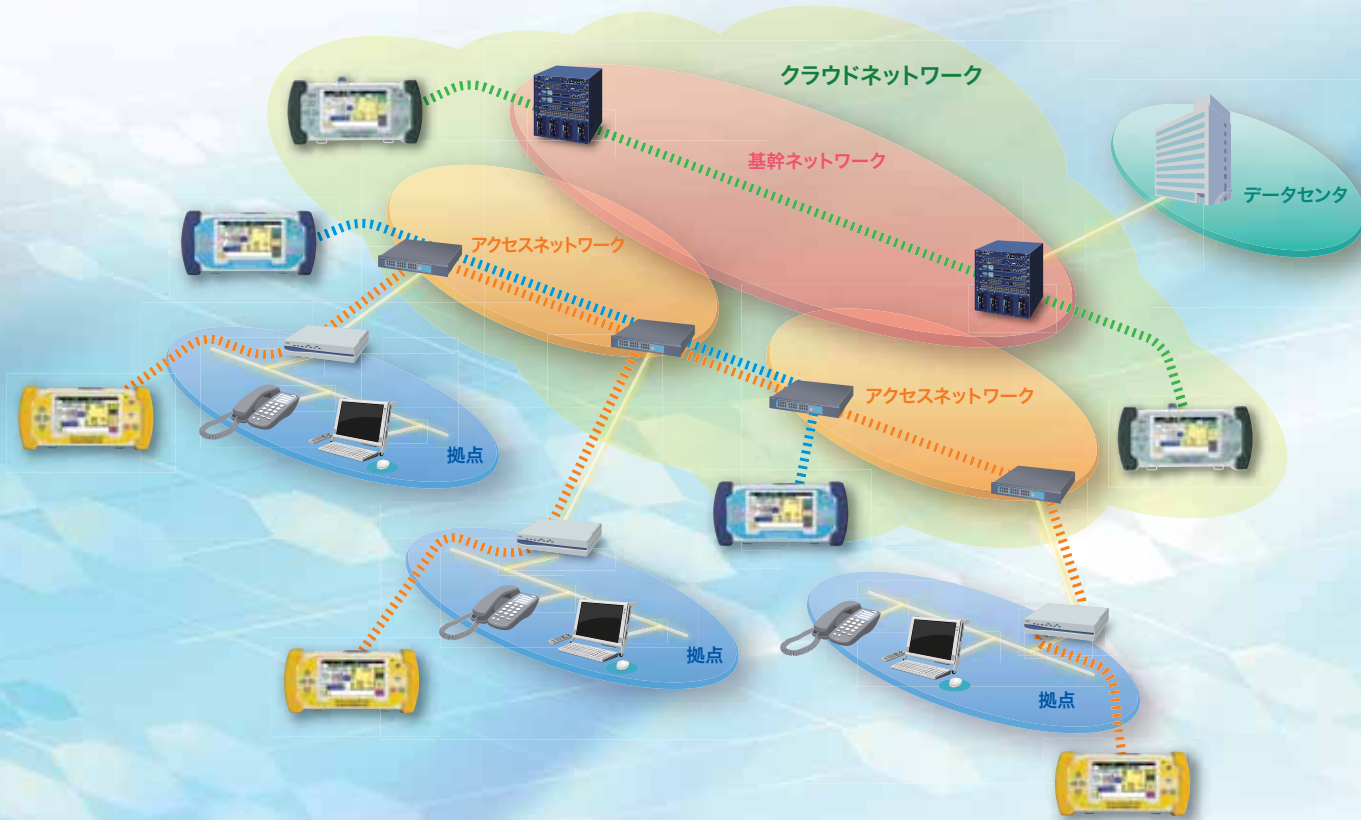 クラウドネットワーク
基幹ネットワーク
データセンタ
アクセスネットワーク
アクセスネットワーク
拠点
拠点
拠点